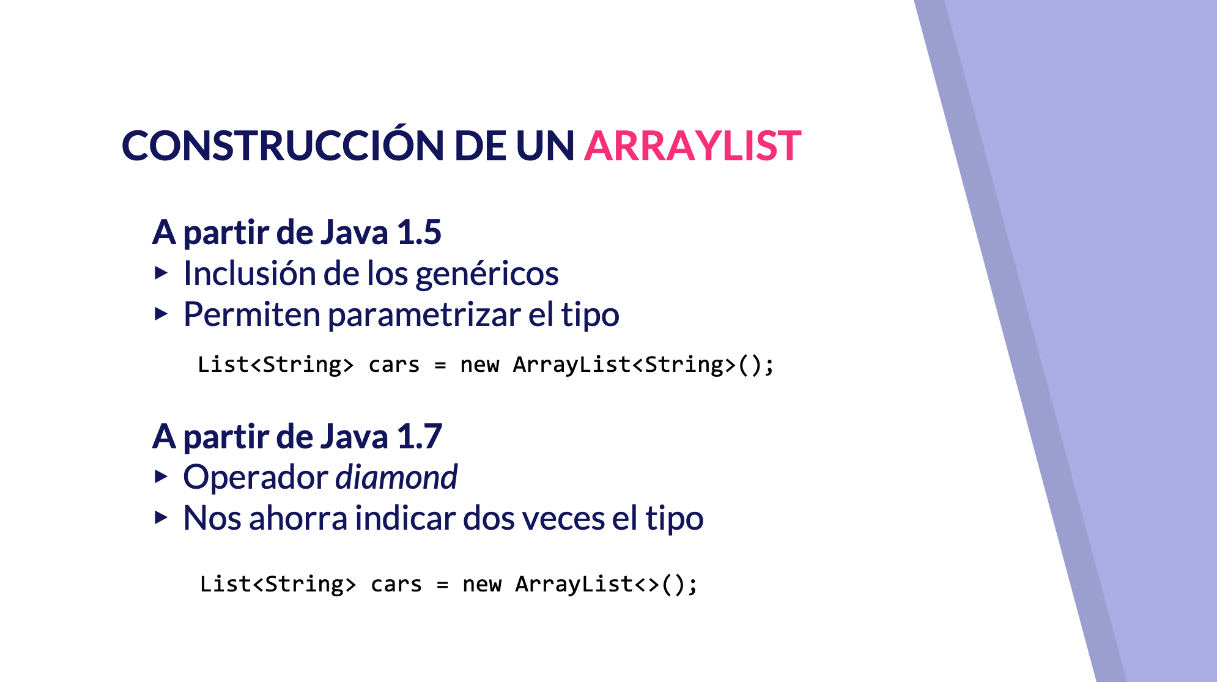 CONSTRUCCIÓN DE UN ARRAYLIST
A partir de Java 1.5
▸ Inclusión de los genéricos
▸ Permiten parametrizar el tipo
List<String> cars = new ArrayList<String>();
A partir de Java 1.7
▸ Operador diamond
▸ Nos ahorra indicar dos veces el tipo
List<String> cars = new ArrayList<>();